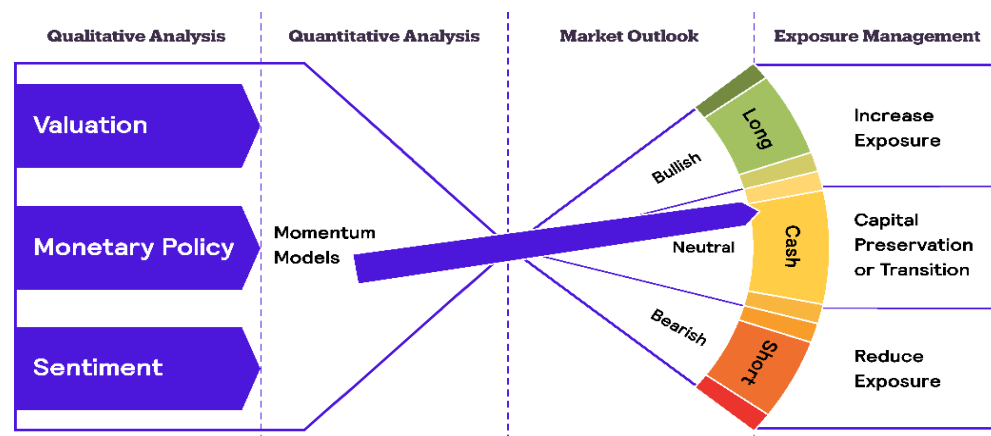 Qualitative Analysis
Quantitative Analysis
Market Outlook
Exposure Management
Valuation
Monetary Policy
Sentiment
Momentum
Models
Bullish
Neutral
Bearish
Long
Cash
Short
Increase
Exposure
Capital
Preservation
or Transition
Reduce
Exposure